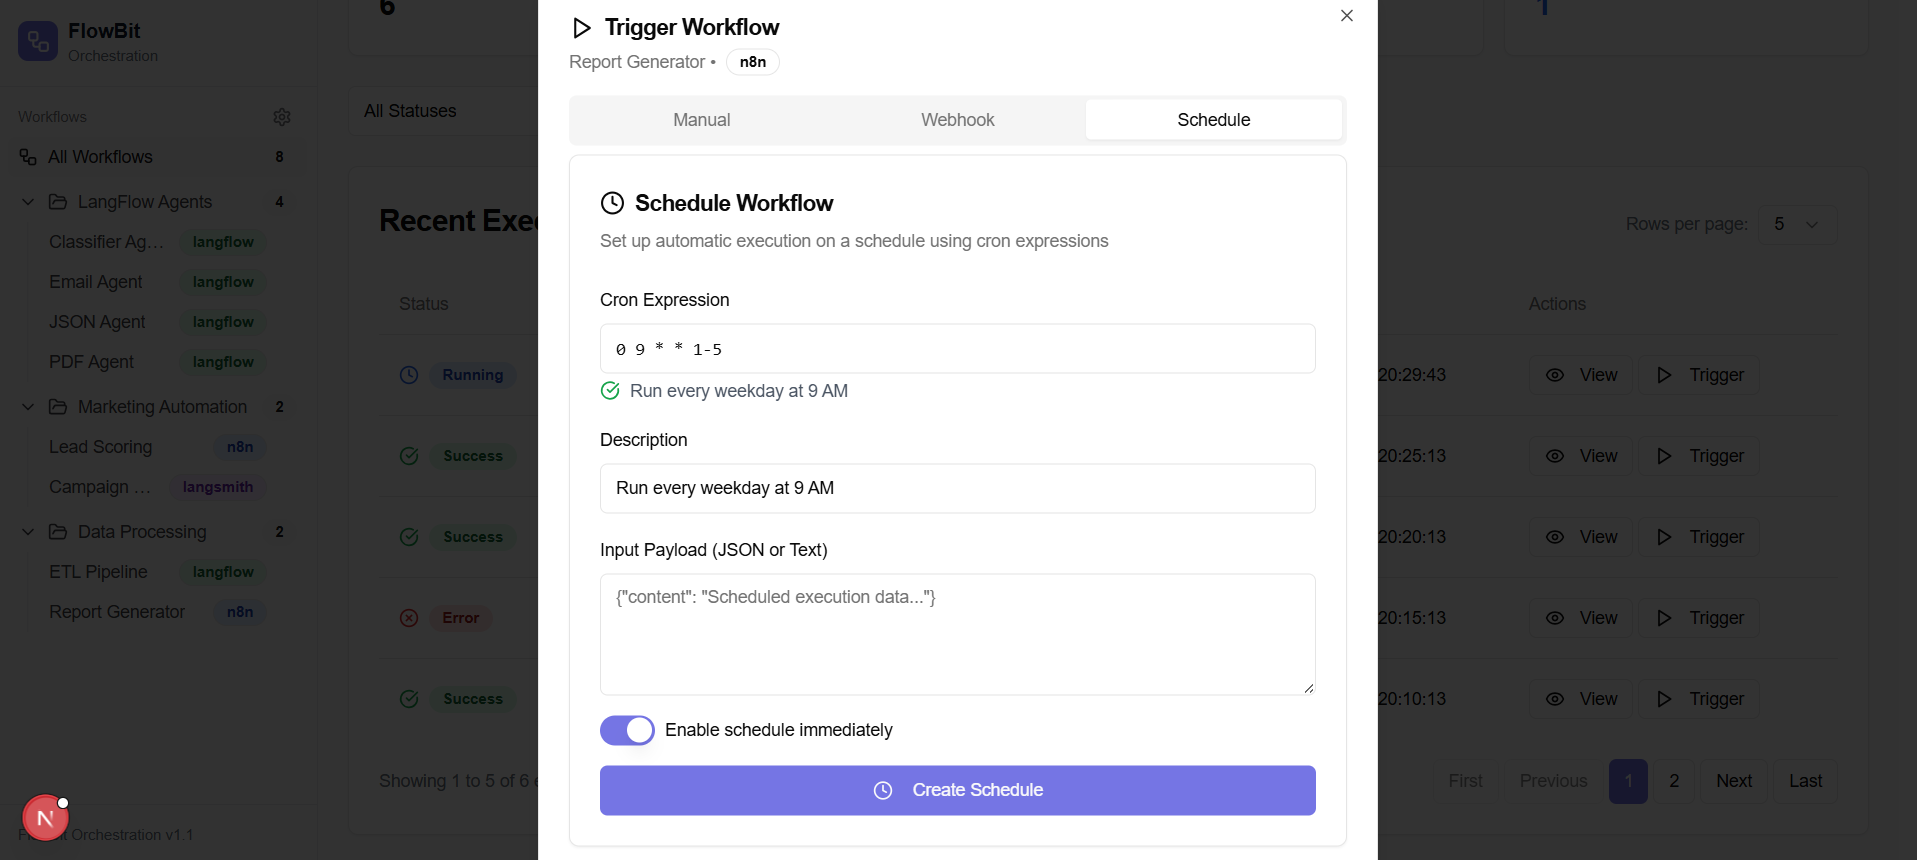 FlowBit
Orchestration
Workflows
All Workflows 8
LangFlow Agents 4
Classifier Ag... langflow
Email Agent langflow
JSON Agent langflow
PDF Agent langflow
Marketing Automation 2
Lead Scoring n8n
Campaign ... langsmith
Data Processing 2
ETL Pipeline langflow
Report Generator n8n
Orchestration v1.1
N
6
1
All Statuses
Recent Exe
Rows per page: 5
Status
Actions
Running
20:29:43 View Trigger
Success
20:25:13 View Trigger
Success
20:20:13 View Trigger
Error
20:15:13 View Trigger
Success
20:10:13 View Trigger
Showing 1 to 5 of 6
First Previous 1 2 Next Last
Trigger Workflow
Report Generator • n8n
Manual Webhook Schedule
Schedule Workflow
Set up automatic execution on a schedule using cron expressions
Cron Expression
0 9 * * 1-5
Run every weekday at 9 AM
Description
Run every weekday at 9 AM
Input Payload (JSON or Text)
{"content": "Scheduled execution data..."}
Enable schedule immediately
Create Schedule